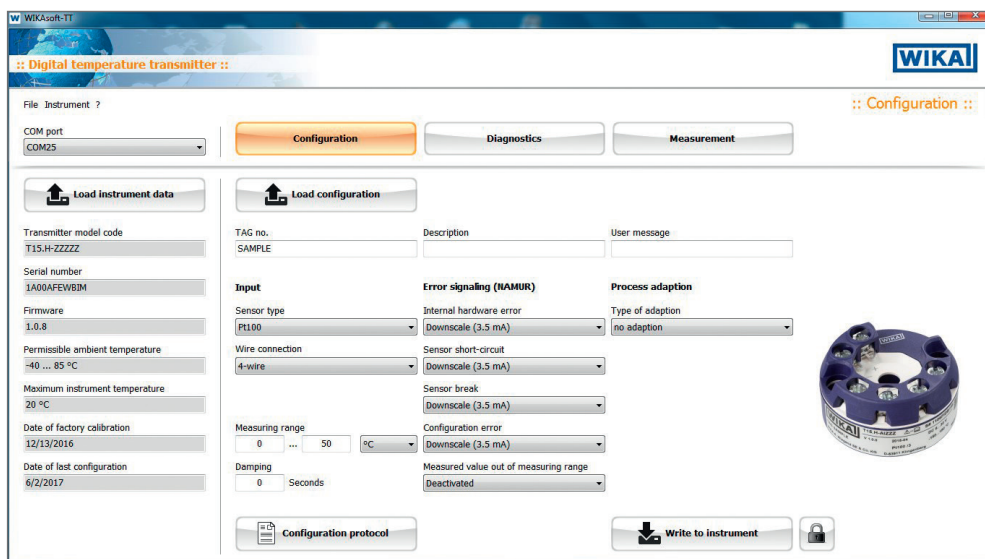 W WIKAsoft-TT
:: Digital temperature transmitter ::
WIKA
File Instrument ?
:: Configuration ::
COM port
COM25
Configuration
Diagnostics
Measurement
Load instrument data
Load configuration
Transmitter model code
T15.H-ZZZZZ
TAG no.
SAMPLE
Description
User message
Serial number
1A00AFEWBIM
Input
Error signaling (NAMUR)
Process adaption
Firmware
1.0.8
Sensor type
Pt100
Internal hardware error
Downscale (3.5 mA)
Type of adaption
no adaption
Permissible ambient temperature
-40 ... 85 °C
Wire connection
4-wire
Sensor short-circuit
Downscale (3.5 mA)
Maximum instrument temperature
20 °C
Sensor break
Downscale (3.5 mA)
Date of factory calibration
12/13/2016
Measuring range
0 ... 50 °C
Configuration error
Downscale (3.5 mA)
Date of last configuration
6/2/2017
Damping
0 Seconds
Measured value out of measuring range
Deactivated
WIKA
WIKA
T15.H-AIZZZ
Configuration protocol
Write to instrument